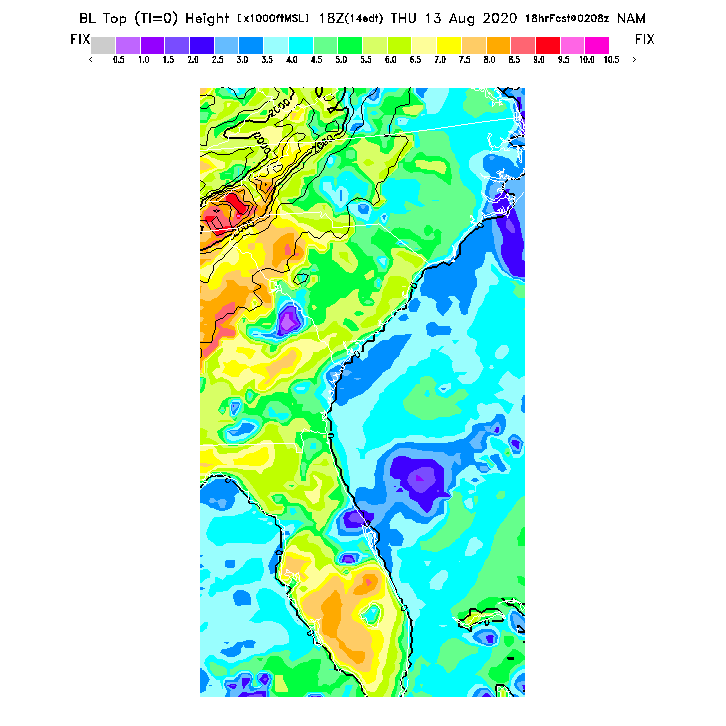 BL Top (TI=0) Height [x1000ftMSL] 18Z(14edt) THU 13 Aug 2020 18hrFcst@0208z NAM
FIX FIX
< 0.5 1.0 1.5 2.0 2.5 3.0 3.5 4.0 4.5 5.0 5.5 6.0 6.5 7.0 7.5 8.0 8.5 9.0 9.5 10.0 10.5 >
2000
2000
2000